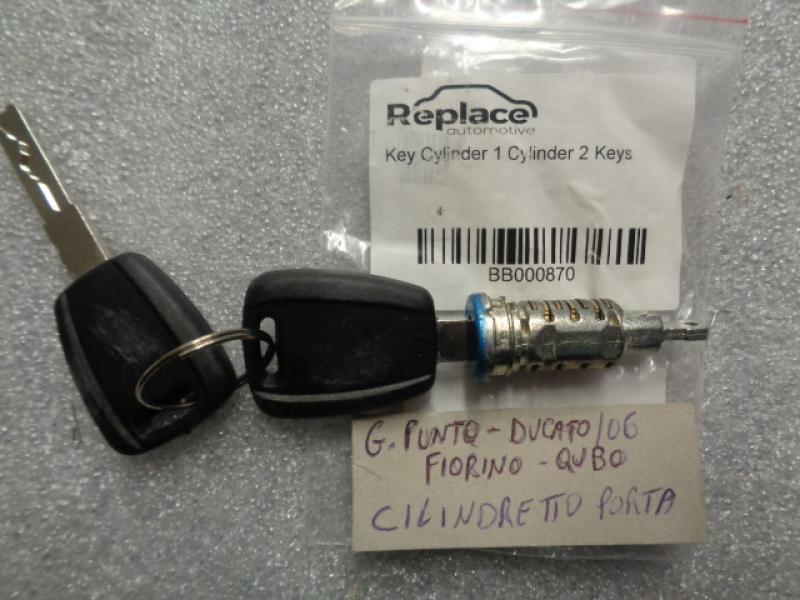 Replace
automotive
Key Cylinder 1 Cylinder 2 Keys
BB000870
G. PUNTO - DUCATO/06
FIORINO - QUBO
CILINDRETTO PORTA